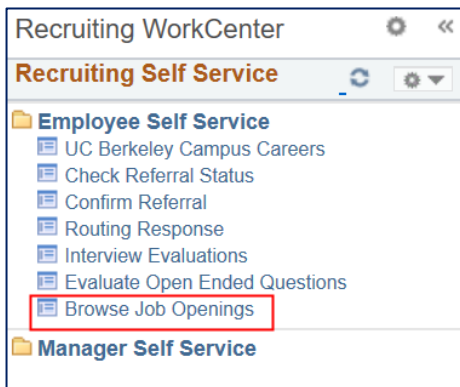 Recruiting WorkCenter
Recruiting Self Service
Employee Self Service
UC Berkeley Campus Careers
Check Referral Status
Confirm Referral
Routing Response
Interview Evaluations
Evaluate Open Ended Questions
Browse Job Openings
Manager Self Service